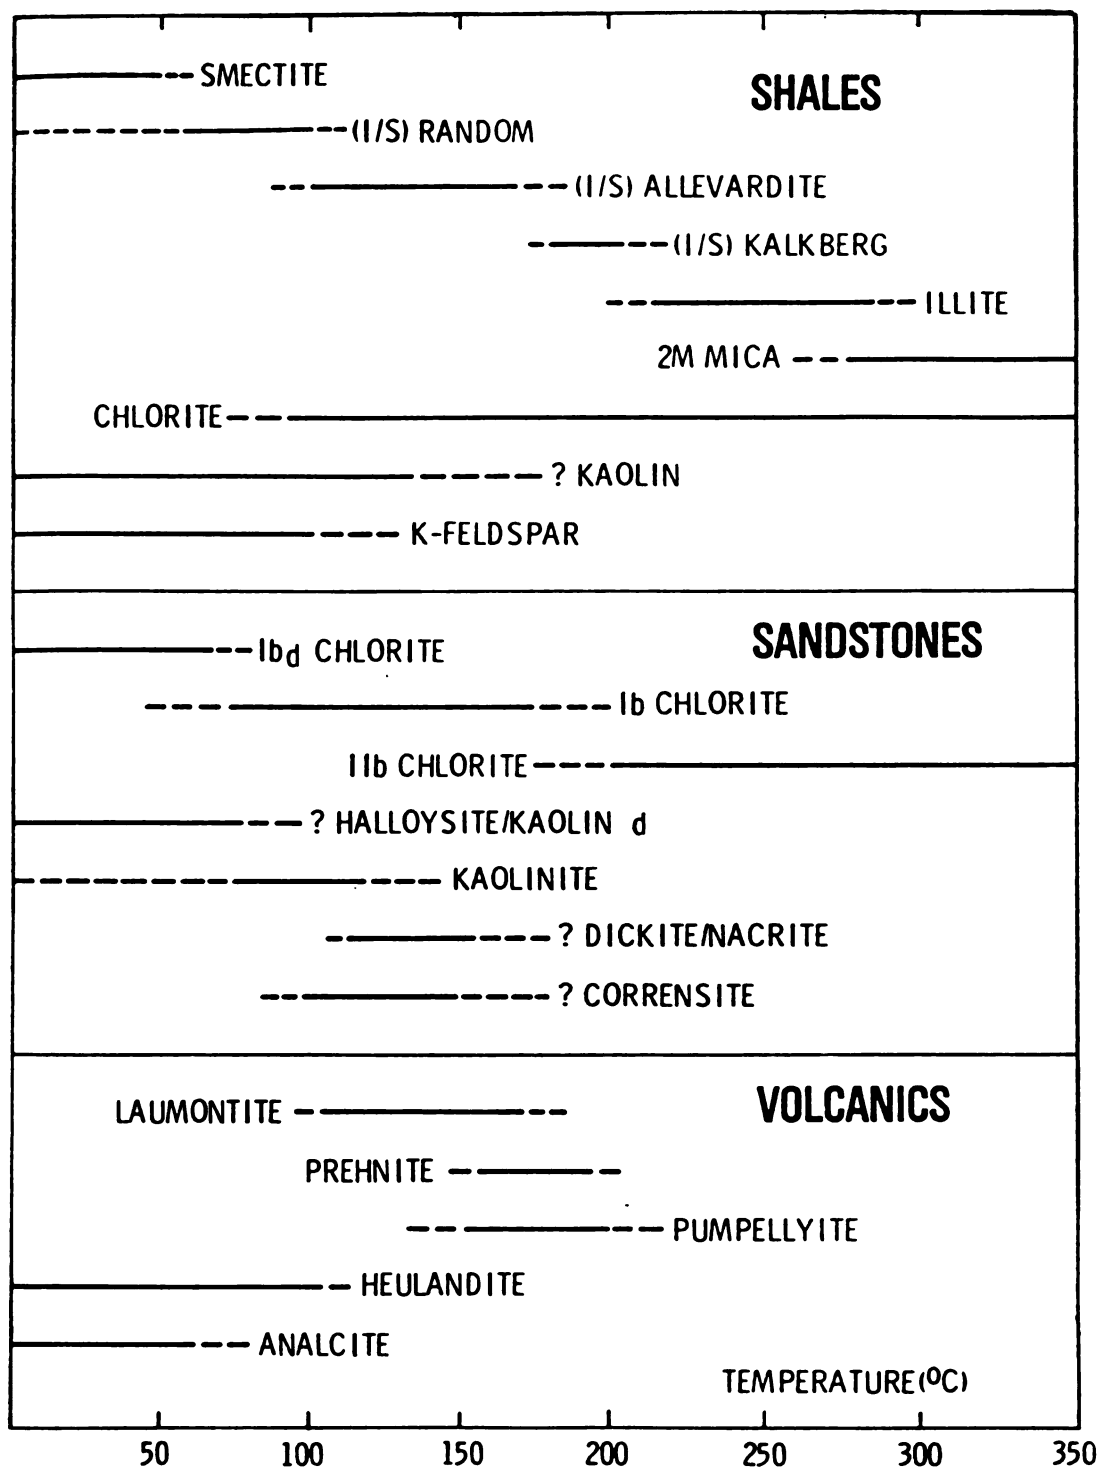 SMECTITE
SHALES
(I/S) RANDOM
(I/S) ALLEVARDITE
(I/S) KALKBERG
ILLITE
2M MICA
CHLORITE
? KAOLIN
K-FELDSPAR
SANDSTONES
Ibd CHLORITE
Ib CHLORITE
IIb CHLORITE
? HALLOYSITE/KAOLIN d
KAOLINITE
? DICKITE/NACRITE
? CORRENSITE
VOLCANICS
LAUMONTITE
PREHNITE
PUMPELLYITE
HEULANDITE
ANALCITE
TEMPERATURE(°C)
50 100 150 200 250 300 350